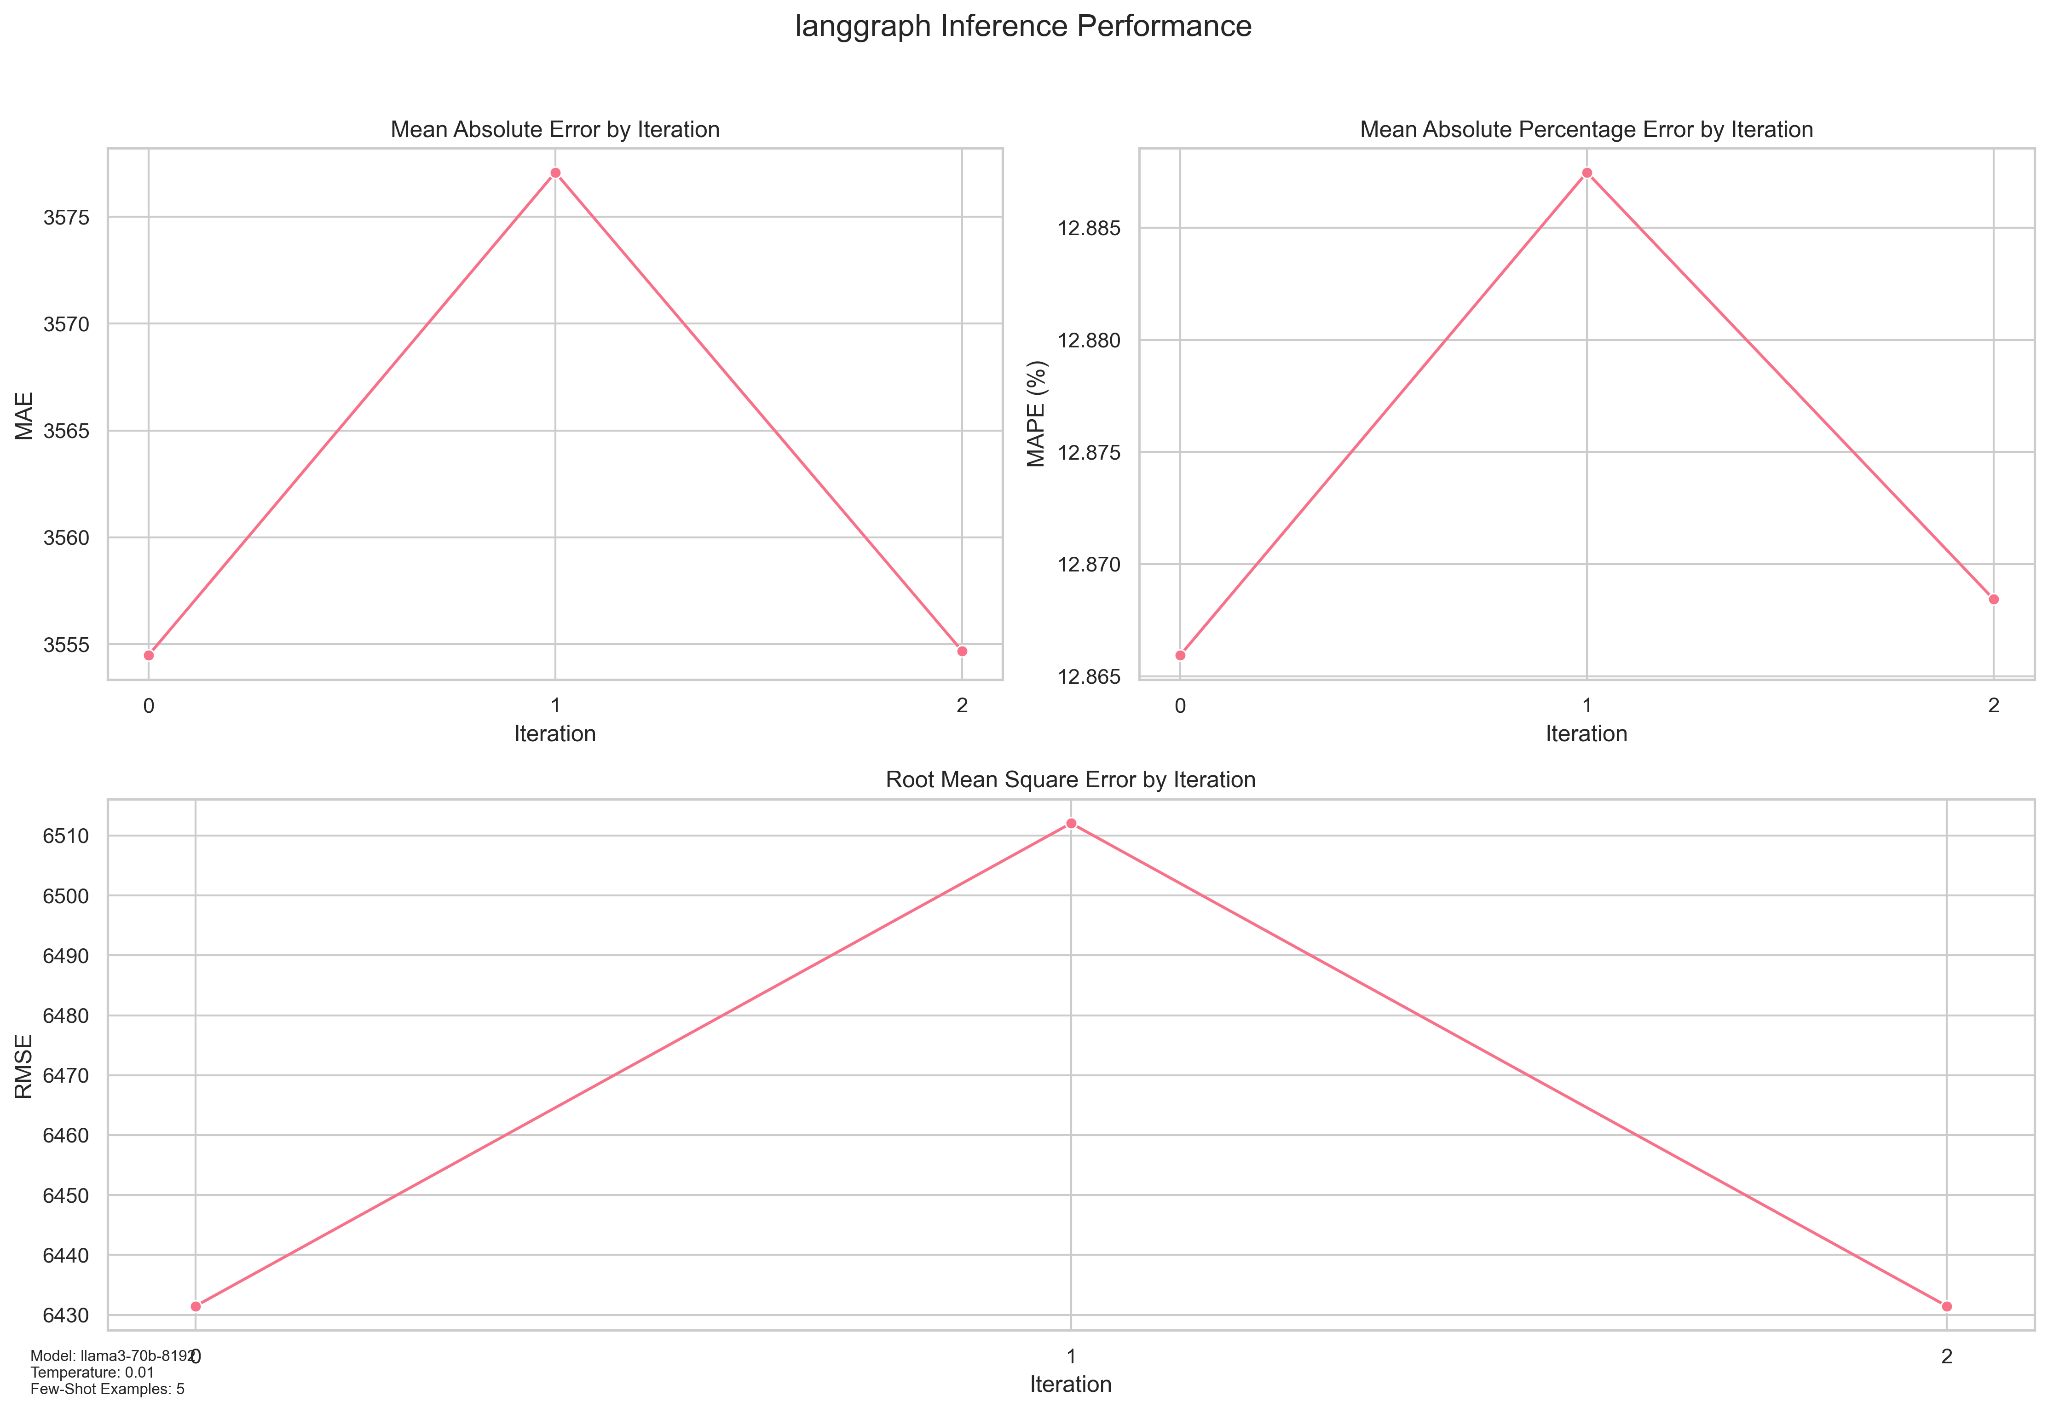 langgraph Inference Performance
Mean Absolute Error by Iteration
MAE
3575
3570
3565
3560
3555
0 1 2
Iteration
Mean Absolute Percentage Error by Iteration
MAPE (%)
12.885
12.880
12.875
12.870
12.865
0 1 2
Iteration
Root Mean Square Error by Iteration
RMSE
6510
6500
6490
6480
6470
6460
6450
6440
6430
0 1 2
Iteration
Model: llama3-70b-8192
Temperature: 0.01
Few-Shot Examples: 5